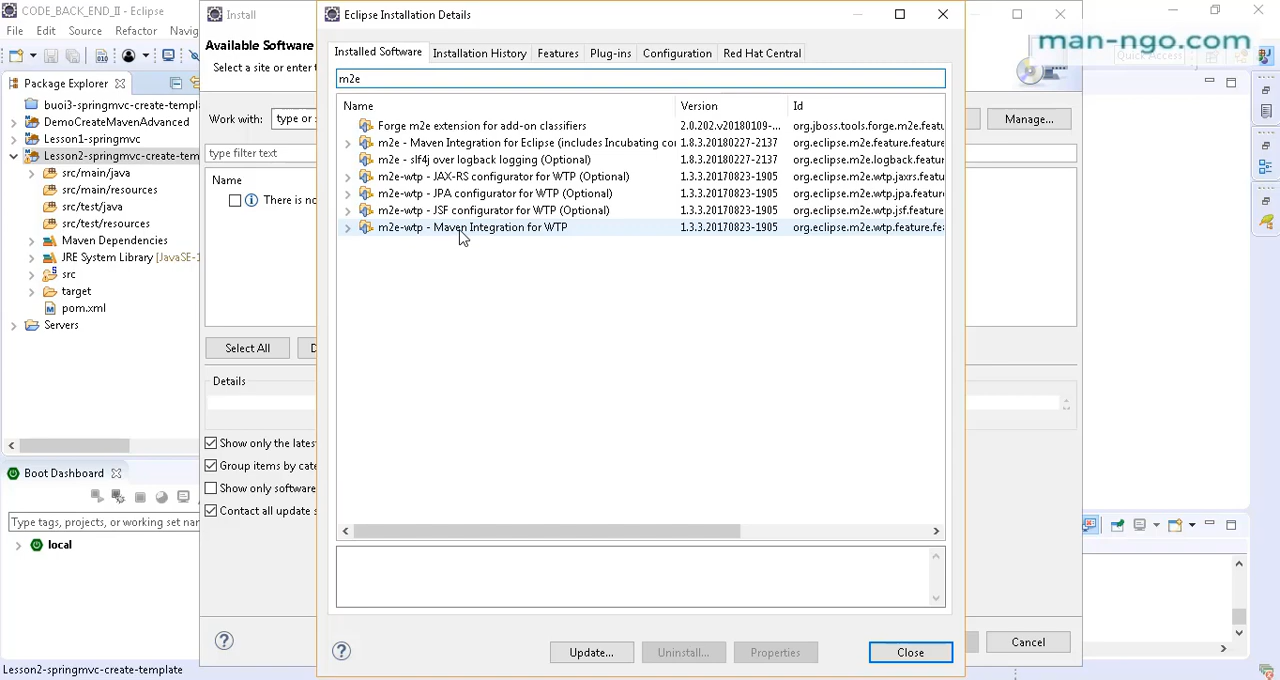 CODE_BACK_END_II - Eclipse
File Edit Source Refactor Navig
Package Explorer
buoi3-springmvc-create-templ
DemoCreateMavenAdvanced
Lesson1-springmvc
Lesson2-springmvc-create-tem
src/main/java
src/main/resources
src/test/java
src/test/resources
Maven Dependencies
JRE System Library [JavaSE-1
src
target
pom.xml
Servers
Boot Dashboard
Type tags, projects, or working set nam
local
Lesson2-springmvc-create-template
Install
Available Software
Select a site or enter t
Work with: type or s
Manage...
type filter text
Name
There is no
Select All
D
Details
Show only the lates
Group items by cate
Show only software
Contact all update s
Cancel
Eclipse Installation Details
Installed Software Installation History Features Plug-ins Configuration Red Hat Central
m2e
Name Version Id
Forge m2e extension for add-on classifiers 2.0.202.v20180109-... org.jboss.tools.forge.m2e.featu
m2e - Maven Integration for Eclipse (includes Incubating cor 1.8.3.20180227-2137 org.eclipse.m2e.feature.feature
m2e - slf4j over logback logging (Optional) 1.8.3.20180227-2137 org.eclipse.m2e.logback.featur
m2e-wtp - JAX-RS configurator for WTP (Optional) 1.3.3.20170823-1905 org.eclipse.m2e.wtp.jaxrs.featu
m2e-wtp - JPA configurator for WTP (Optional) 1.3.3.20170823-1905 org.eclipse.m2e.wtp.jpa.feature
m2e-wtp - JSF configurator for WTP (Optional) 1.3.3.20170823-1905 org.eclipse.m2e.wtp.jsf.feature
m2e-wtp - Maven Integration for WTP 1.3.3.20170823-1905 org.eclipse.m2e.wtp.feature.fea
Update... Uninstall... Properties Close
man-ngo.com
Quick Access